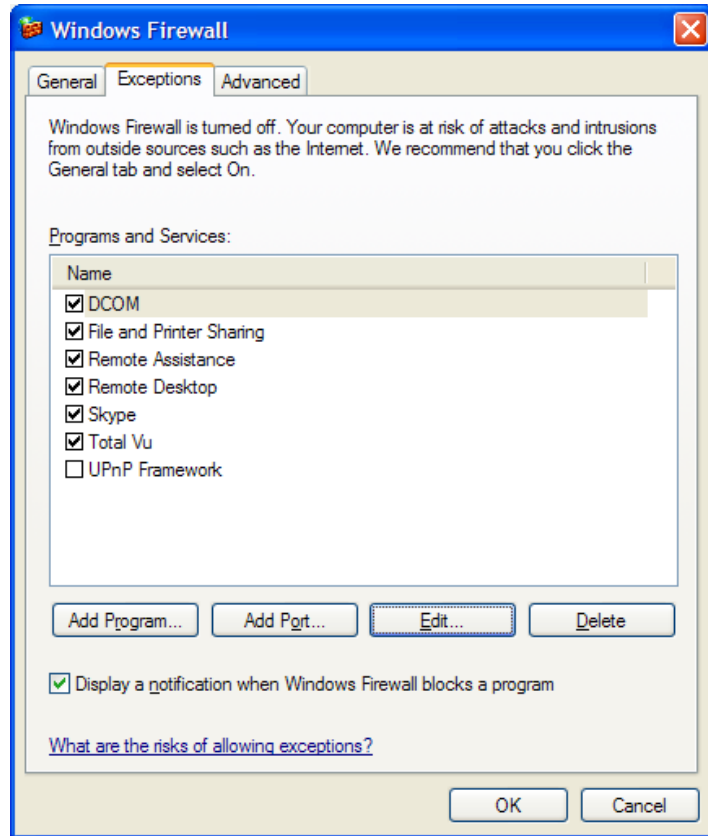 Windows Firewall
General Exceptions Advanced
Windows Firewall is turned off. Your computer is at risk of attacks and intrusions
from outside sources such as the Internet. We recommend that you click the
General tab and select On.
Programs and Services:
Name
DCOM
File and Printer Sharing
Remote Assistance
Remote Desktop
Skype
Total Vu
UPnP Framework
Add Program... Add Port... Edit... Delete
Display a notification when Windows Firewall blocks a program
What are the risks of allowing exceptions?
OK Cancel